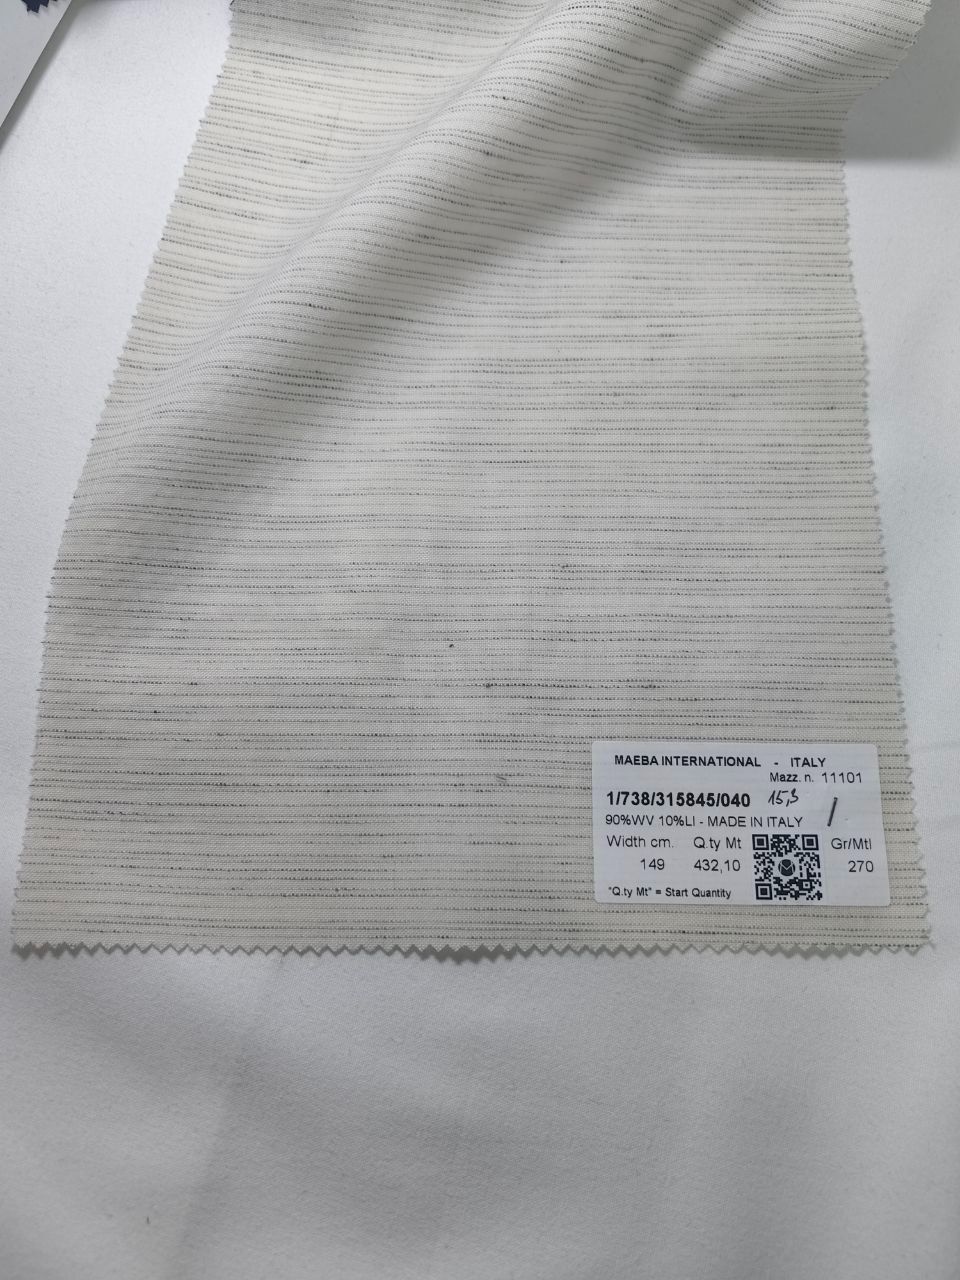 MAEBA INTERNATIONAL - ITALY
Mazz. n. 11101
1/738/315845/040 15,3 /
90%WV 10%LI - MADE IN ITALY
Width cm. Q.ty Mt Gr/Mtl
149 432,10 270
"Q.ty Mt" = Start Quantity